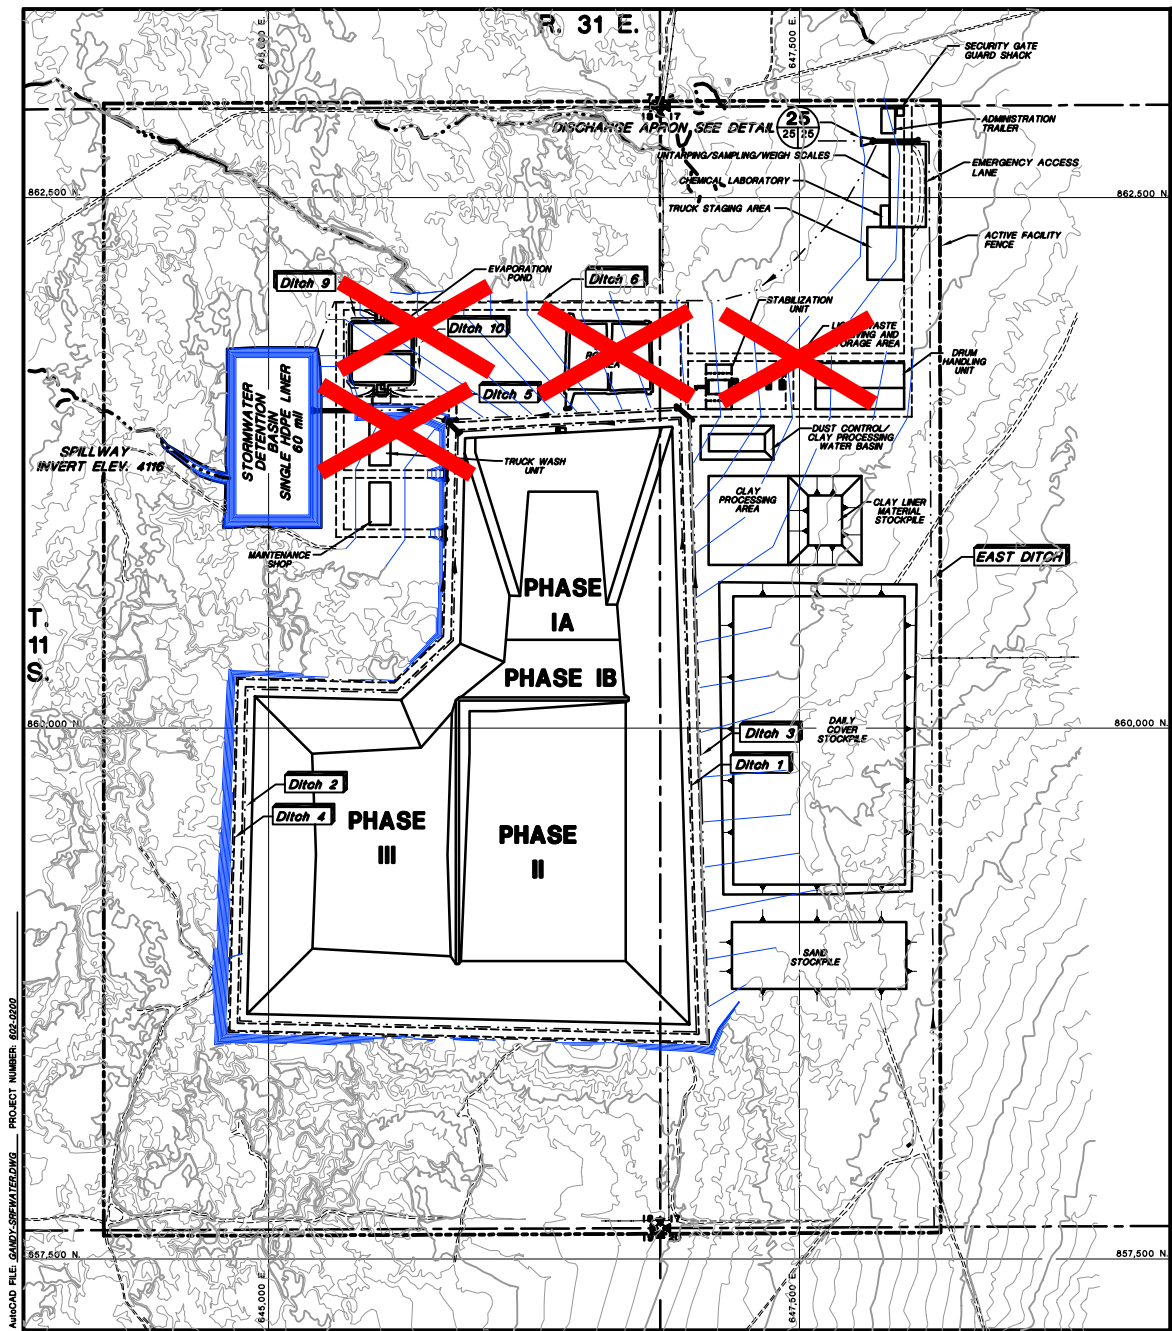 R. 31 E.
645,000 E.
647,500 E.
SECURITY GATE
GUARD SHACK
ADMINISTRATION
TRAILER
DISCHARGE APRON SEE DETAIL
25
25 25
UNTARPING/SAMPLING/WEIGH SCALES
EMERGENCY ACCESS
LANE
CHEMICAL LABORATORY
862,500 N.
862,500 N.
TRUCK STAGING AREA
ACTIVE FACILITY
FENCE
EVAPORATION
POND
Ditch 9
Ditch 6
STABILIZATION
UNIT
Ditch 10
AREA
DRUM
HANDLING
UNIT
Ditch 5
STORMWATER
DETENTION
BASIN
SINGLE HDPE LINER
60 mil
SPILLWAY
INVERT ELEV. 4116
TRUCK WASH
UNIT
DUST CONTROL/
CLAY PROCESSING
WATER BASIN
CLAY
PROCESSING
AREA
CLAY LINER
MATERIAL
STOCKPILE
MAINTENANCE
SHOP
EAST DITCH
PHASE
IA
T.
11
S.
PHASE IB
860,000 N.
860,000 N.
DAILY
COVER
STOCKPILE
Ditch 3
Ditch 1
Ditch 2
Ditch 4
PHASE
III
PHASE
II
SAND
STOCKPILE
857,500 N.
857,500 N.
645,000 E.
647,500 E.
AutoCAD FILE: GANDY-SRFWATER.DWG PROJECT NUMBER: 602-0200